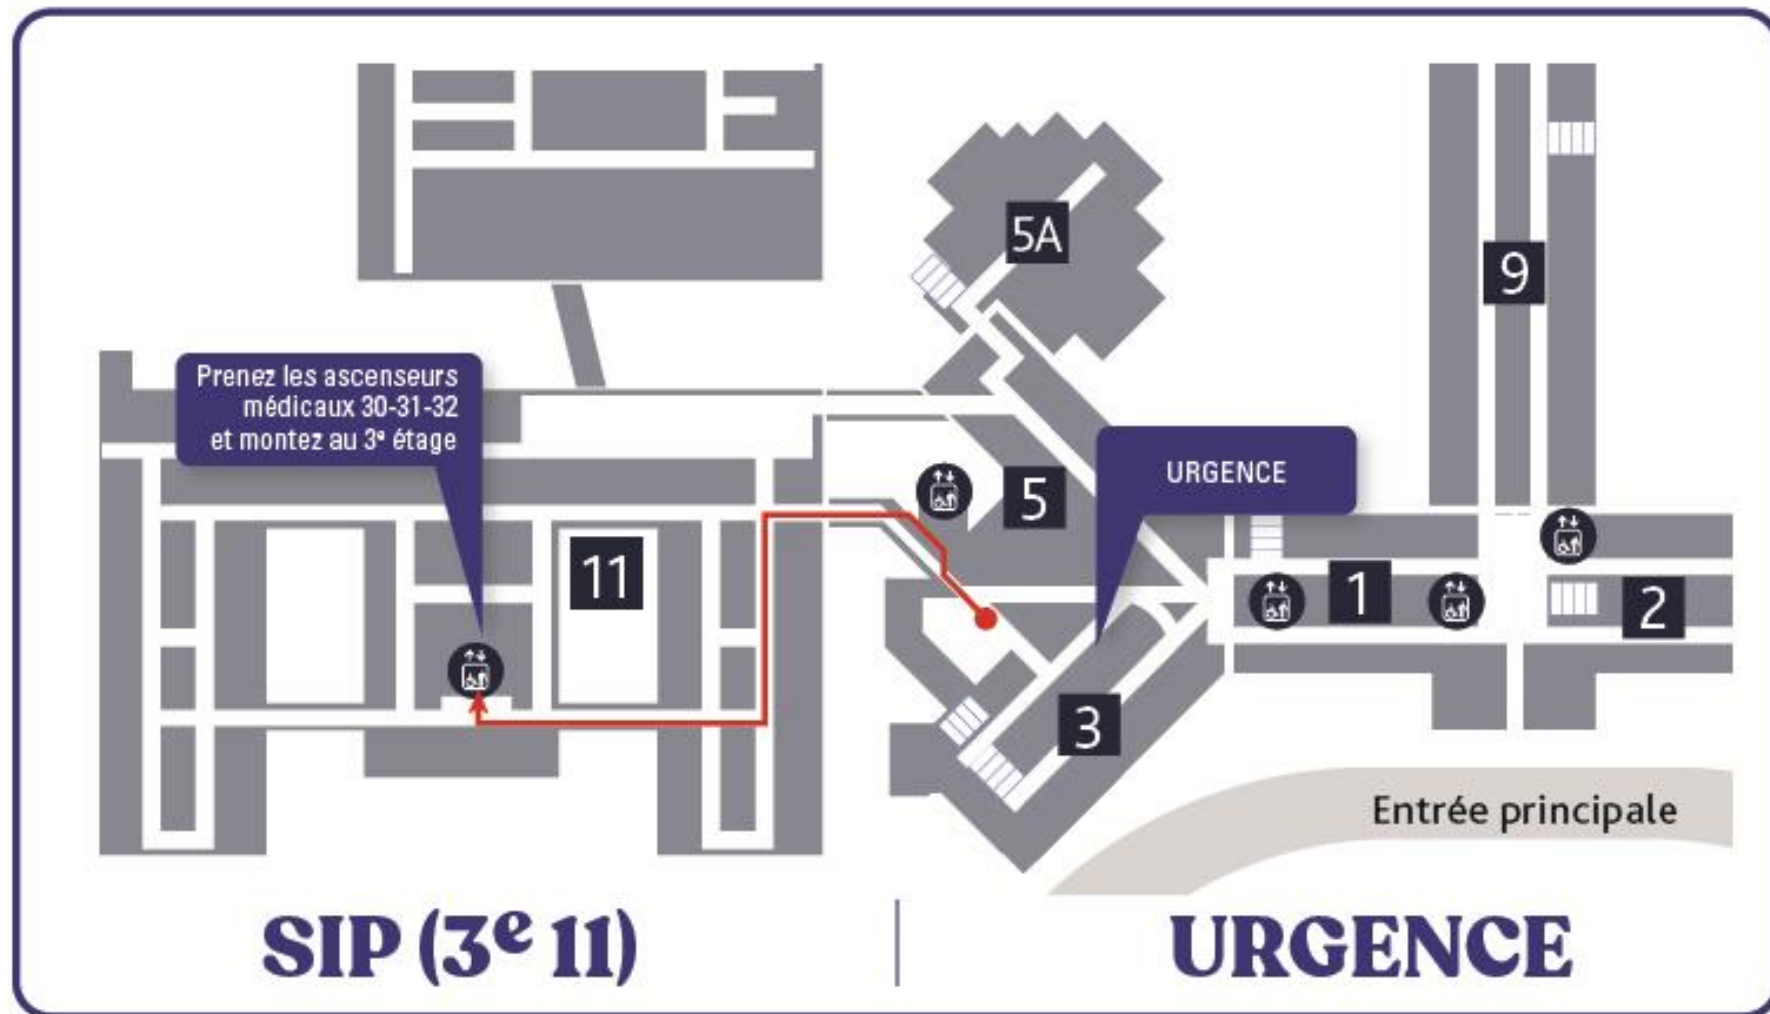 5A
9
Prenez les ascenseurs
médicaux 30-31-32
et montez au 3e étage
URGENCE
5
11
1
2
3
Entrée principale
SIP (3e 11)
URGENCE